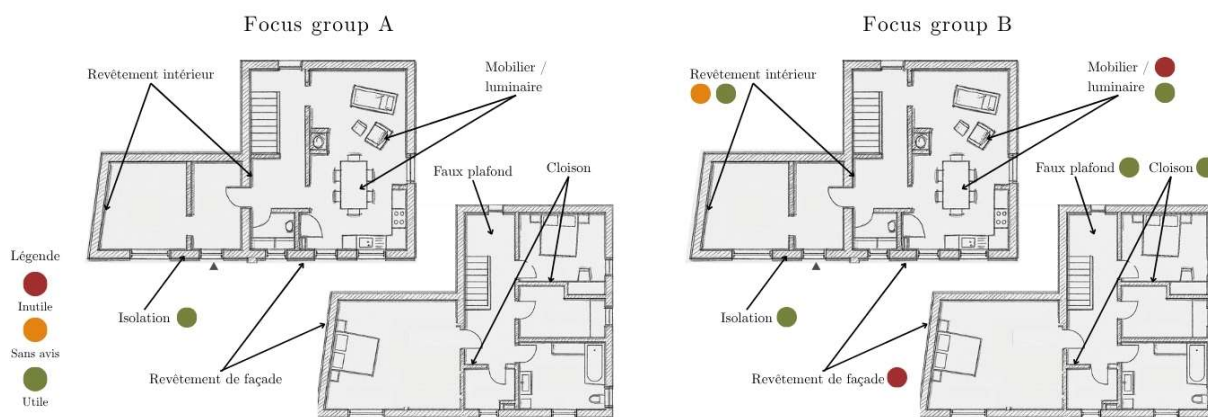 Focus group A
Revêtement intérieur
Mobilier /
luminaire
Faux plafond
Cloison
Légende
Inutile
Sans avis
Utile
Isolation
Revêtement de façade
Focus group B
Revêtement intérieur
Mobilier /
luminaire
Faux plafond
Cloison
Isolation
Revêtement de façade